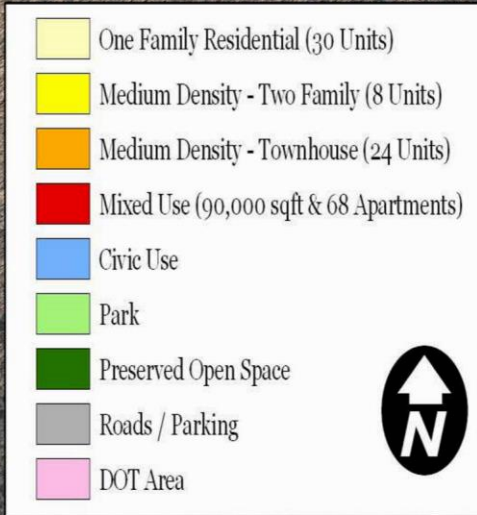 One Family Residential (30 Units)
Medium Density - Two Family (8 Units)
Medium Density - Townhouse (24 Units)
Mixed Use (90,000 sqft & 68 Apartments)
Civic Use
Park
Preserved Open Space
Roads / Parking
DOT Area
N